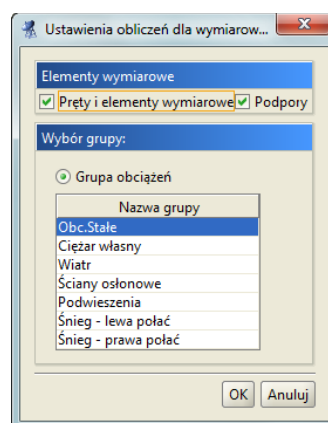 Ustawienia obliczeń dla wymiarow...
Elementy wymiarowe
Pręty i elementy wymiarowe Podpory
Wybór grupy:
Grupa obciążeń
Nazwa grupy
Obc.Stałe
Ciężar własny
Wiatr
Ściany osłonowe
Podwieszenia
Śnieg - lewa połać
Śnieg - prawa połać
OK Anuluj